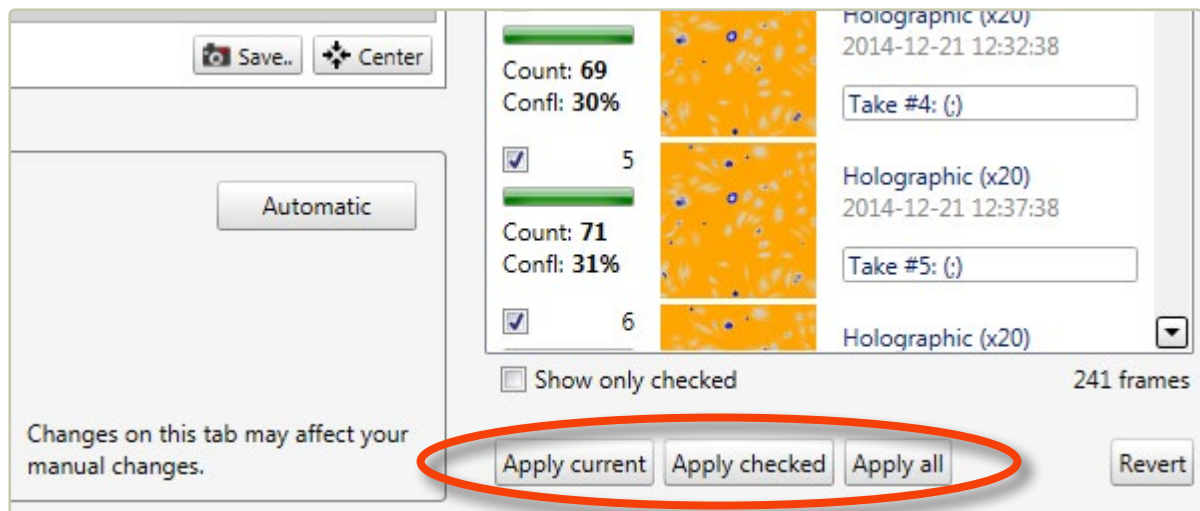 Save..
Center
Automatic
Changes on this tab may affect your
manual changes.
Holographic (x20)
2014-12-21 12:32:38
Count: 69
Confl: 30%
Take #4: (;)
5
Holographic (x20)
2014-12-21 12:37:38
Count: 71
Confl: 31%
Take #5: (;)
6
Holographic (x20)
Show only checked
241 frames
Apply current
Apply checked
Apply all
Revert